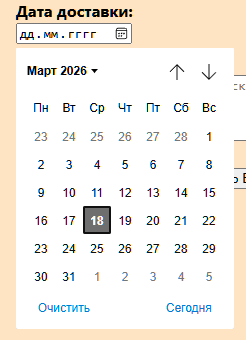 Дата доставки:
дд.мм.гггг
Март 2026
Пн Вт Ср Чт Пт Сб Вс
23 24 25 26 27 28 1
2 3 4 5 6 7 8
9 10 11 12 13 14 15
16 17 18 19 20 21 22
23 24 25 26 27 28 29
30 31 1 2 3 4 5
Очистить Сегодня